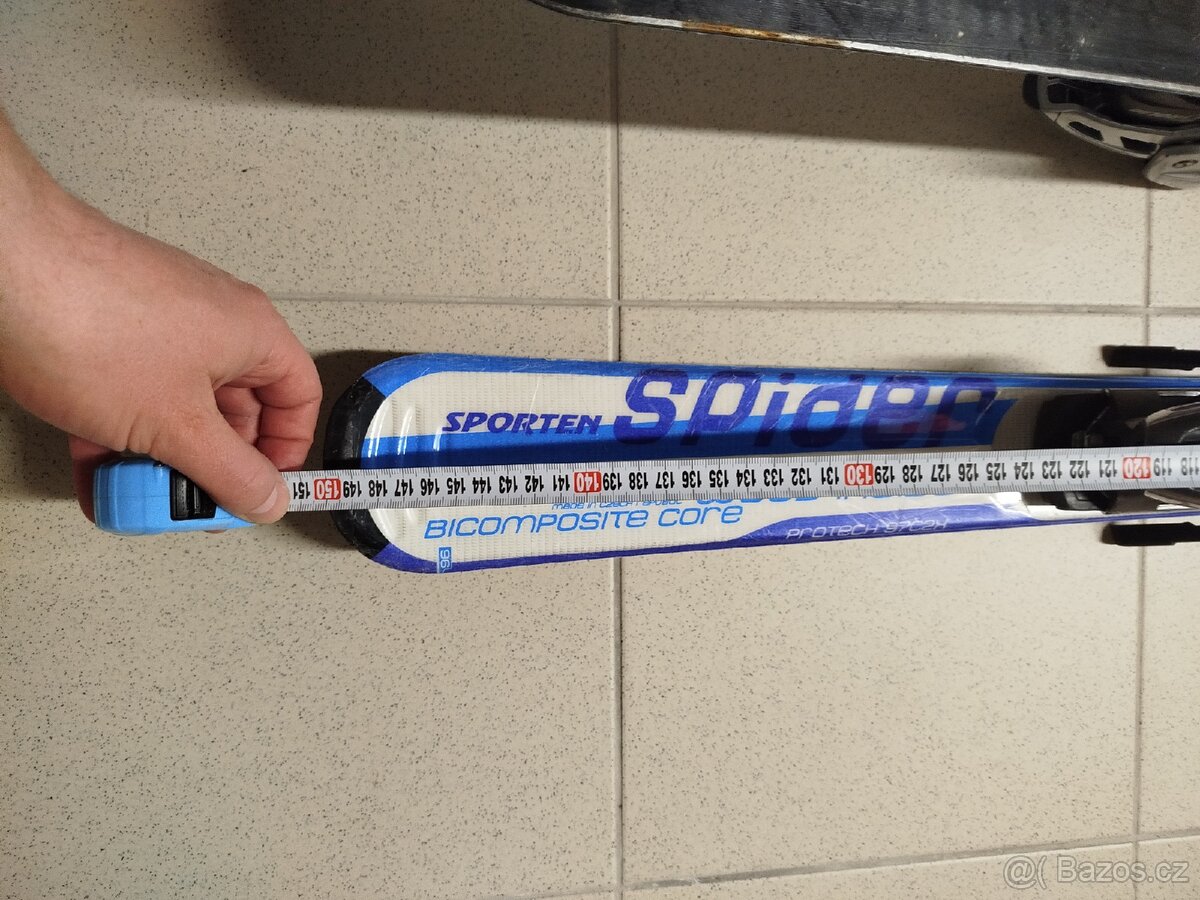 SPORTEN
SPider
151 150 149 148 147 146 145 144 143 142 141 140 139 138 137 136 135 134 133 132 131 130 129 128 127 126 125 124 123 122 121 120 119 118
made in
BICOMPOSITE CORE
PROTECH
96
@( Bazos.cz